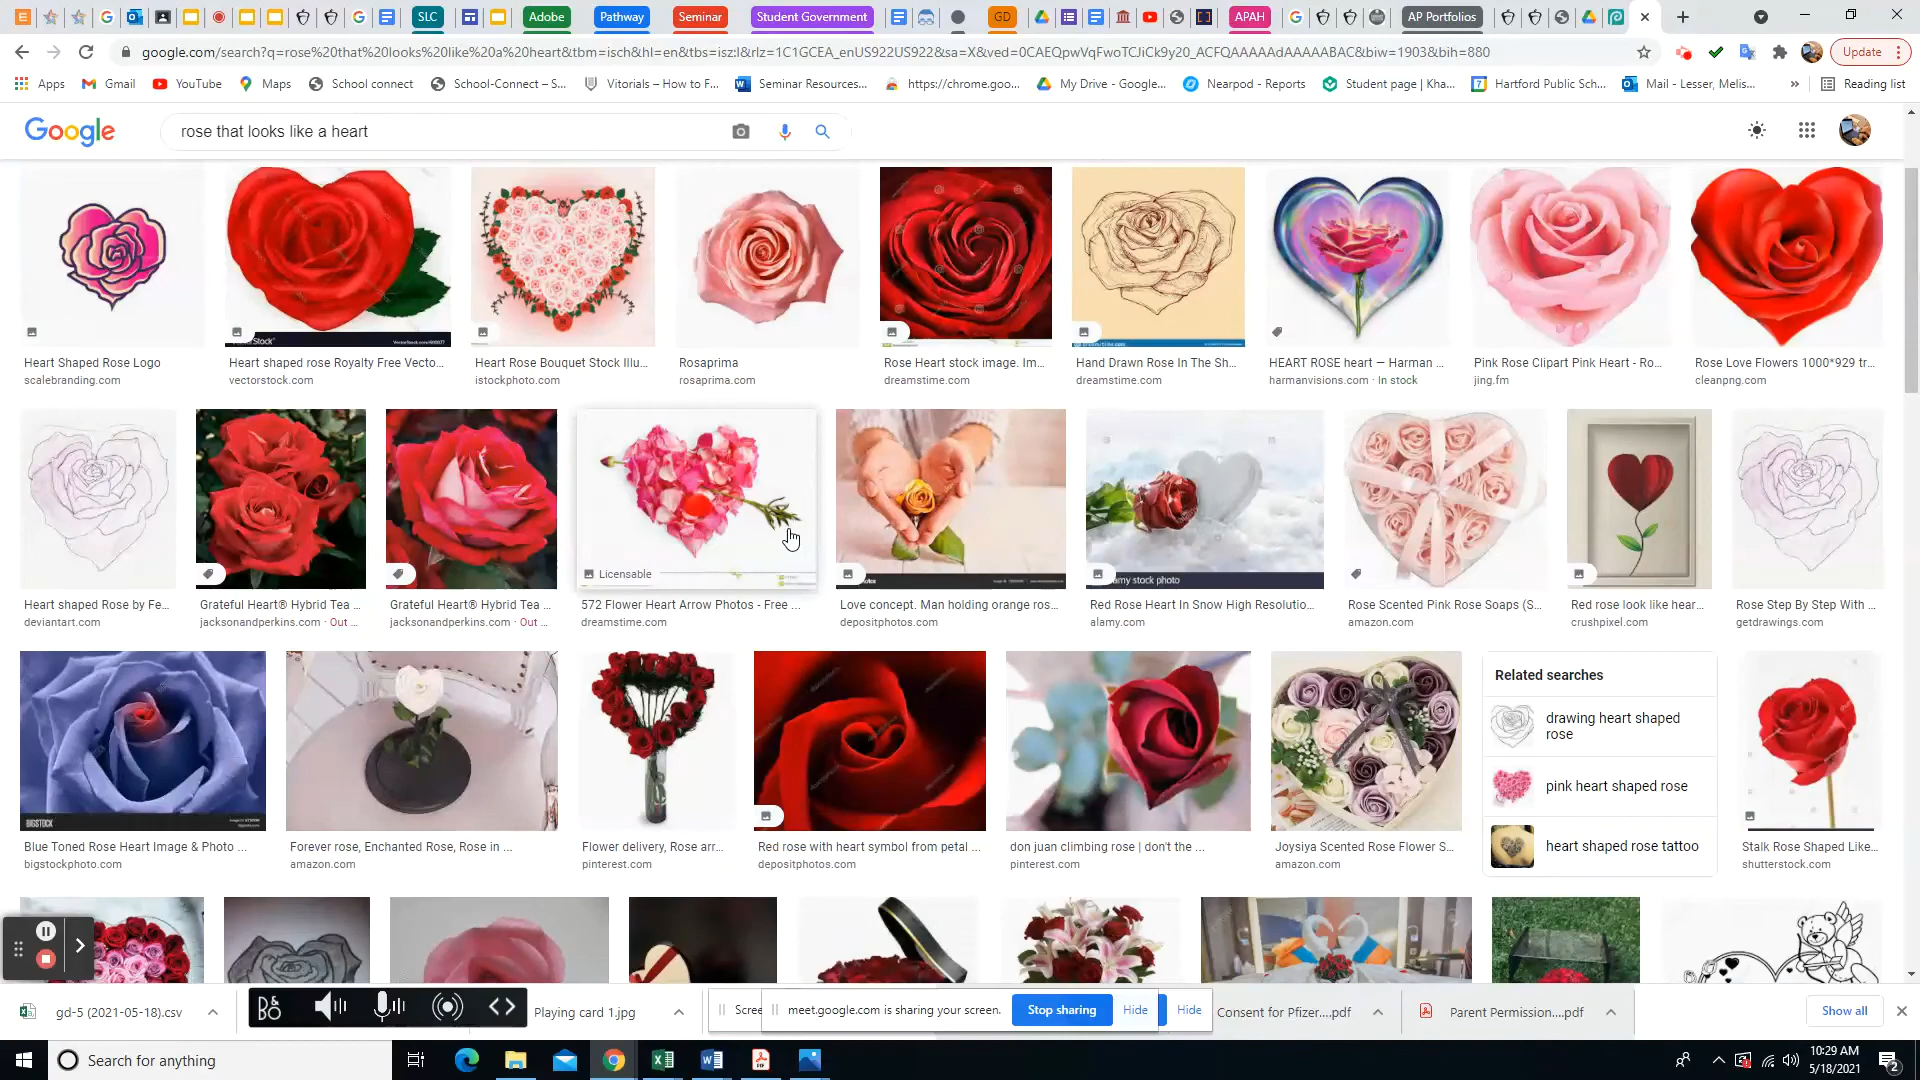 SLC
Adobe
Pathway
Seminar
Student Government
GD
APAH
AP Portfolios
google.com/search?q=rose%20that%20looks%20like%20a%20heart&tbm=isch&hl=en&tbs=isz:l&rlz=1C1GCEA_enUS922US922&sa=X&ved=0CAEQpwVqFwoTCJiCk9y20_ACFQAAAAAdAAAAABAC&biw=1903&bih=880
Update
Apps
Gmail
YouTube
Maps
School connect
School-Connect – S...
Vitorials – How to F...
Seminar Resources...
https://chrome.goo...
My Drive - Google...
Nearpod - Reports
Student page | Kha...
Hartford Public Sch...
Mail - Lesser, Melis...
Reading list
Google
rose that looks like a heart
Heart Shaped Rose Logo
scalebranding.com
Heart shaped rose Royalty Free Vecto...
vectorstock.com
Heart Rose Bouquet Stock Illu...
istockphoto.com
Rosaprima
rosaprima.com
Rose Heart stock image. Im...
dreamstime.com
Hand Drawn Rose In The Sh...
dreamstime.com
HEART ROSE heart — Harman ...
harmanvisions.com · In stock
Pink Rose Clipart Pink Heart - Ro...
jing.fm
Rose Love Flowers 1000*929 tr...
cleanpng.com
Licensable
amy stock photo
Heart shaped Rose by Fe...
deviantart.com
Grateful Heart® Hybrid Tea ...
jacksonandperkins.com · Out ...
Grateful Heart® Hybrid Tea ...
jacksonandperkins.com · Out ...
572 Flower Heart Arrow Photos - Free ...
dreamstime.com
Love concept. Man holding orange ros...
depositphotos.com
Red Rose Heart In Snow High Resolutio...
alamy.com
Rose Scented Pink Rose Soaps (S...
amazon.com
Red rose look like hear...
crushpixel.com
Rose Step By Step With ...
getdrawings.com
BIGSTOCK
Blue Toned Rose Heart Image & Photo ...
bigstockphoto.com
Forever rose, Enchanted Rose, Rose in ...
amazon.com
Flower delivery, Rose arr...
pinterest.com
Red rose with heart symbol from petal ...
depositphotos.com
don juan climbing rose | don't the ...
pinterest.com
Joysiya Scented Rose Flower S...
amazon.com
Related searches
drawing heart shaped
rose
pink heart shaped rose
heart shaped rose tattoo
Stalk Rose Shaped Like...
shutterstock.com
gd-5 (2021-05-18).csv
Playing card 1.jpg
Scree
meet.google.com is sharing your screen.
Stop sharing
Hide
Hide
Consent for Pfizer....pdf
Parent Permission....pdf
Show all
Search for anything
10:29 AM
5/18/2021
2